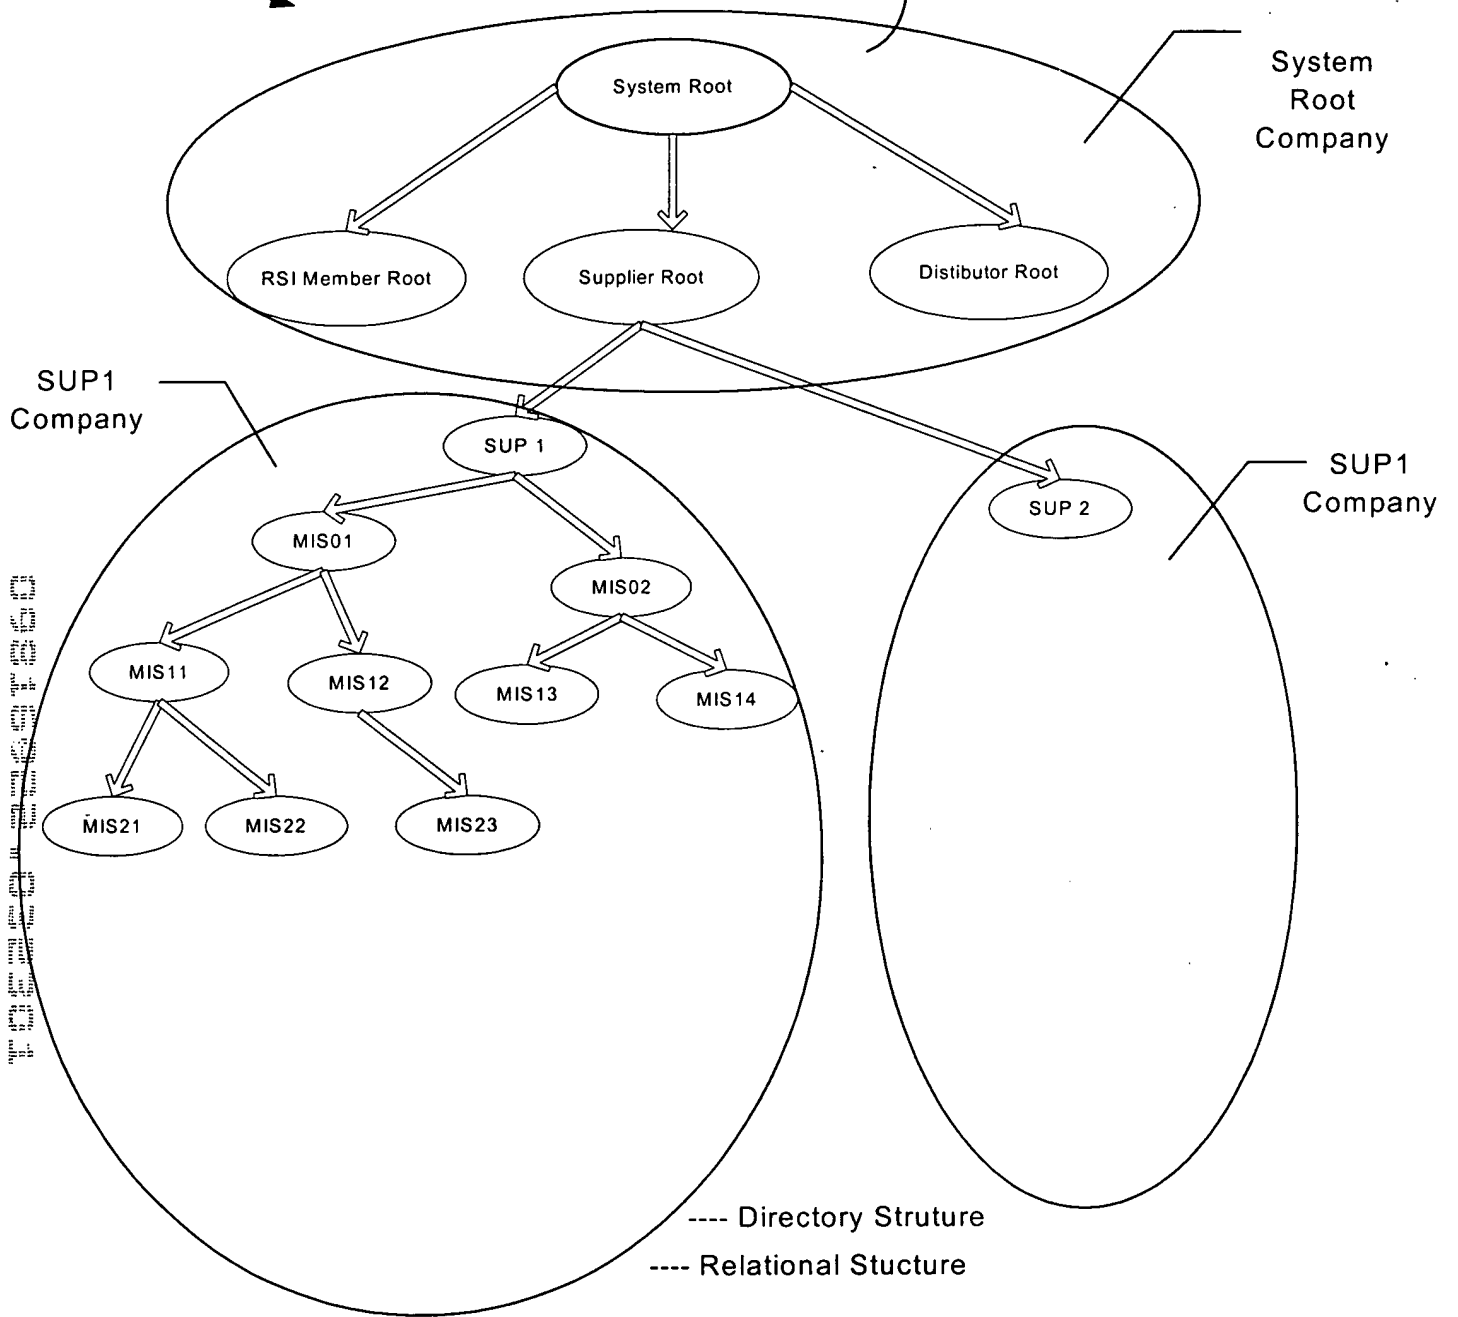 System Root
System
Root
Company
RSI Member Root
Supplier Root
Distibutor Root
SUP1
Company
SUP 1
SUP1
Company
SUP 2
MIS01
MIS02
MIS11
MIS12
MIS13
MIS14
MIS21
MIS22
MIS23
---- Directory Struture
---- Relational Stucture